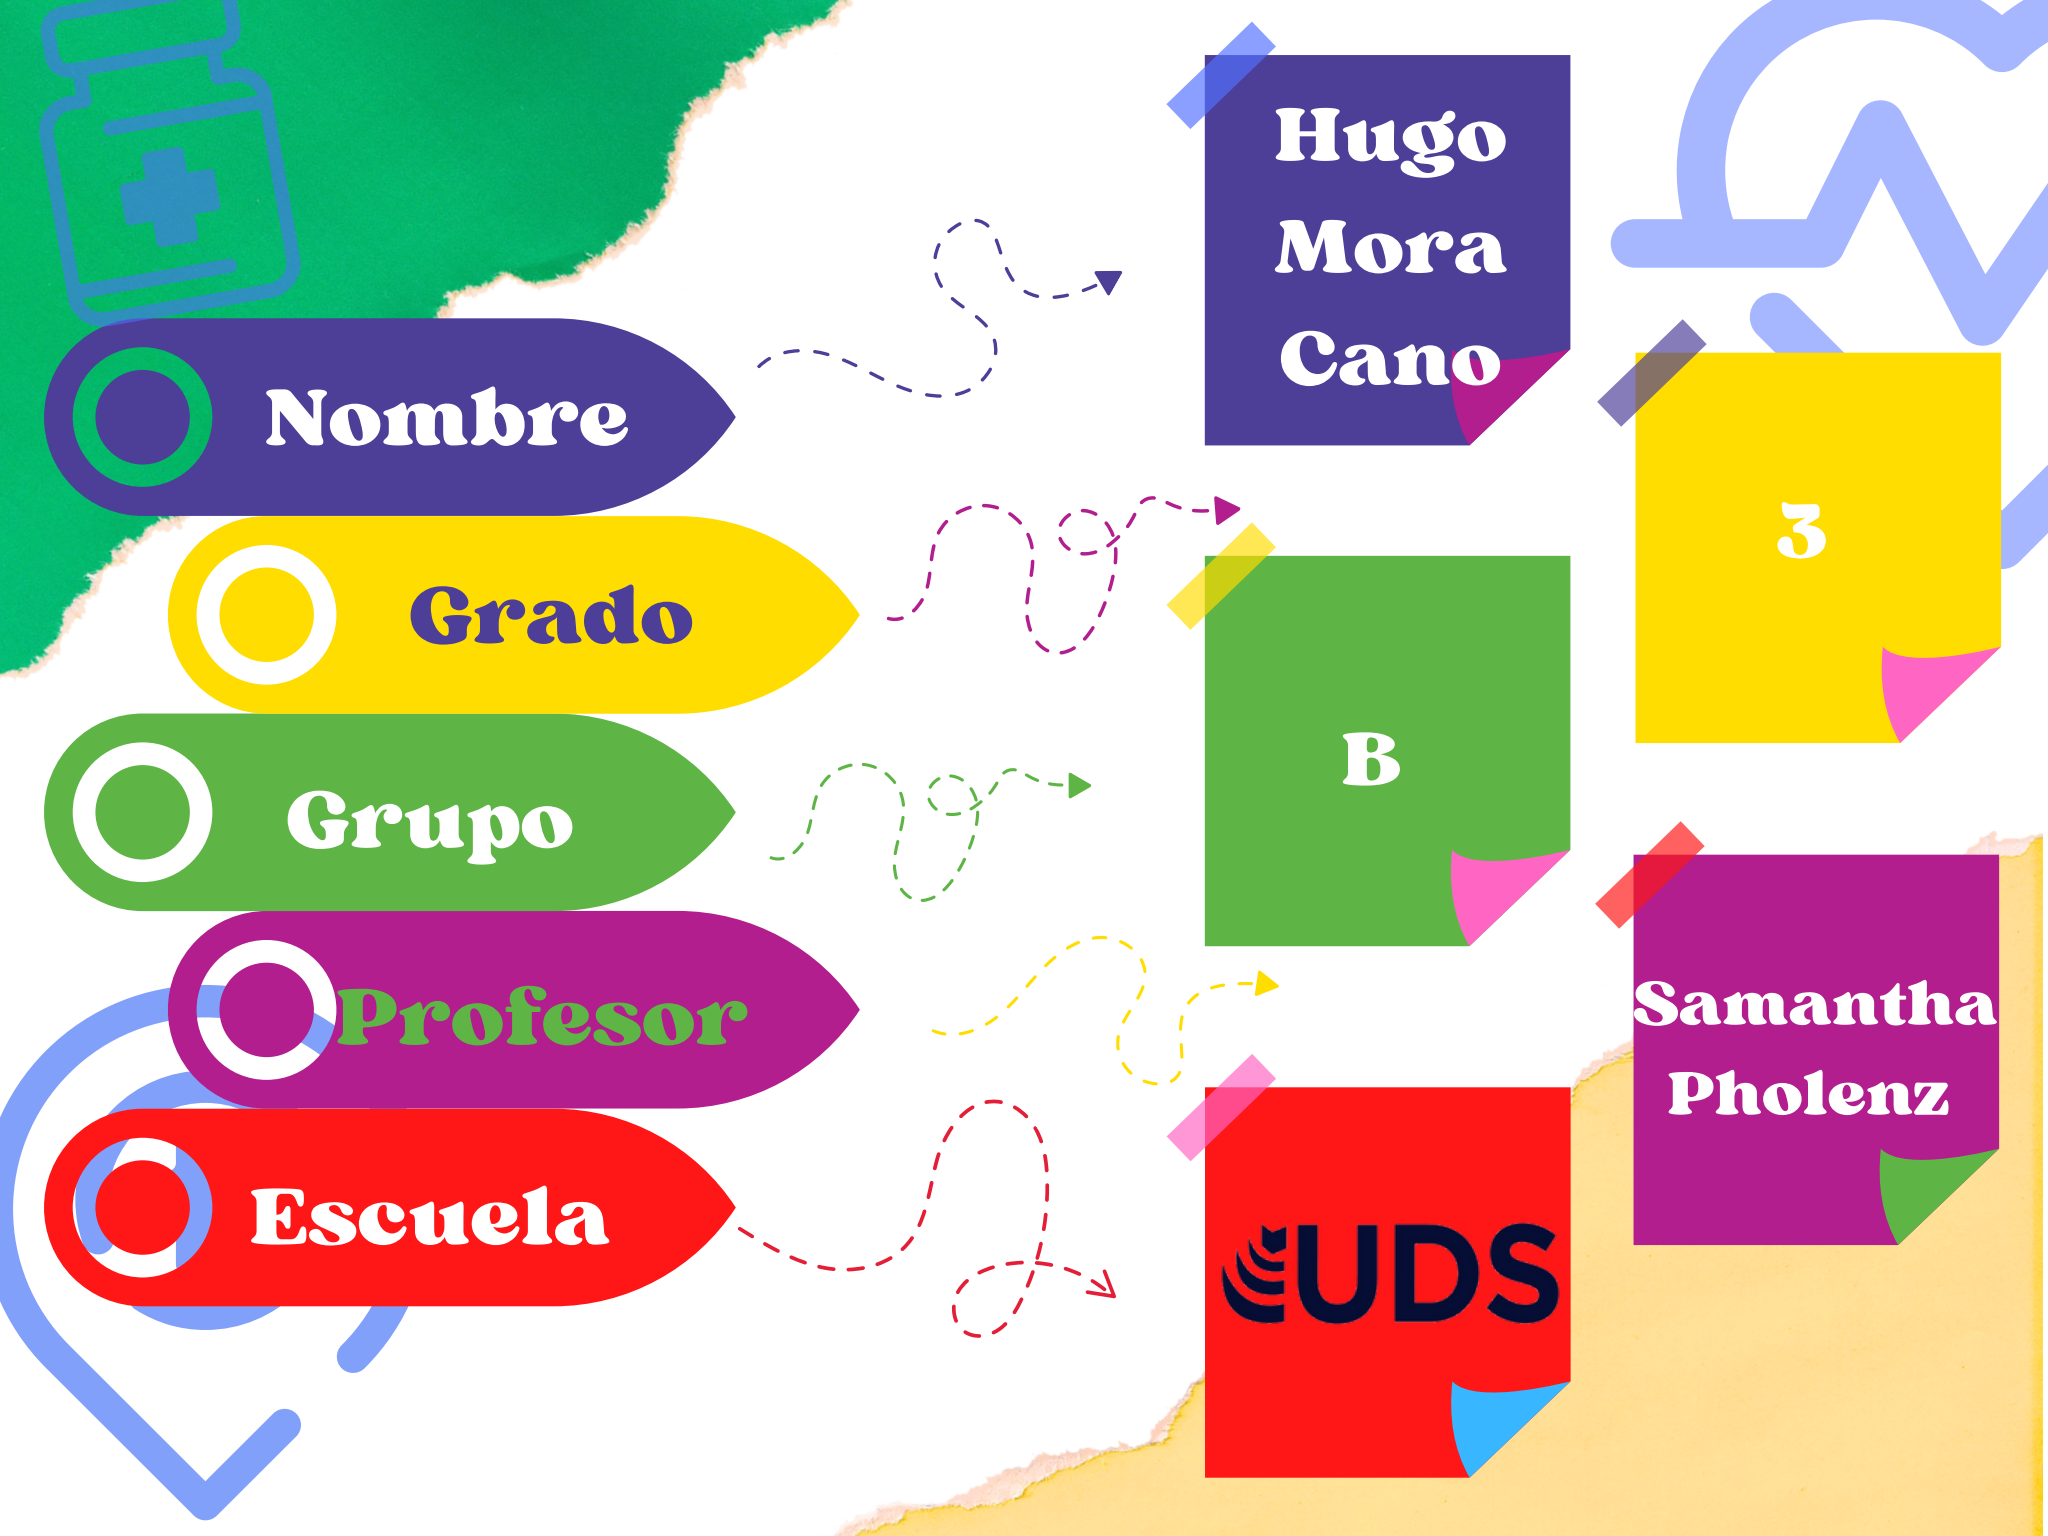 Nombre
Hugo
Mora
Cano
Grado
3
Grupo
B
Profesor
Samantha
Pholenz
Escuela
UDS